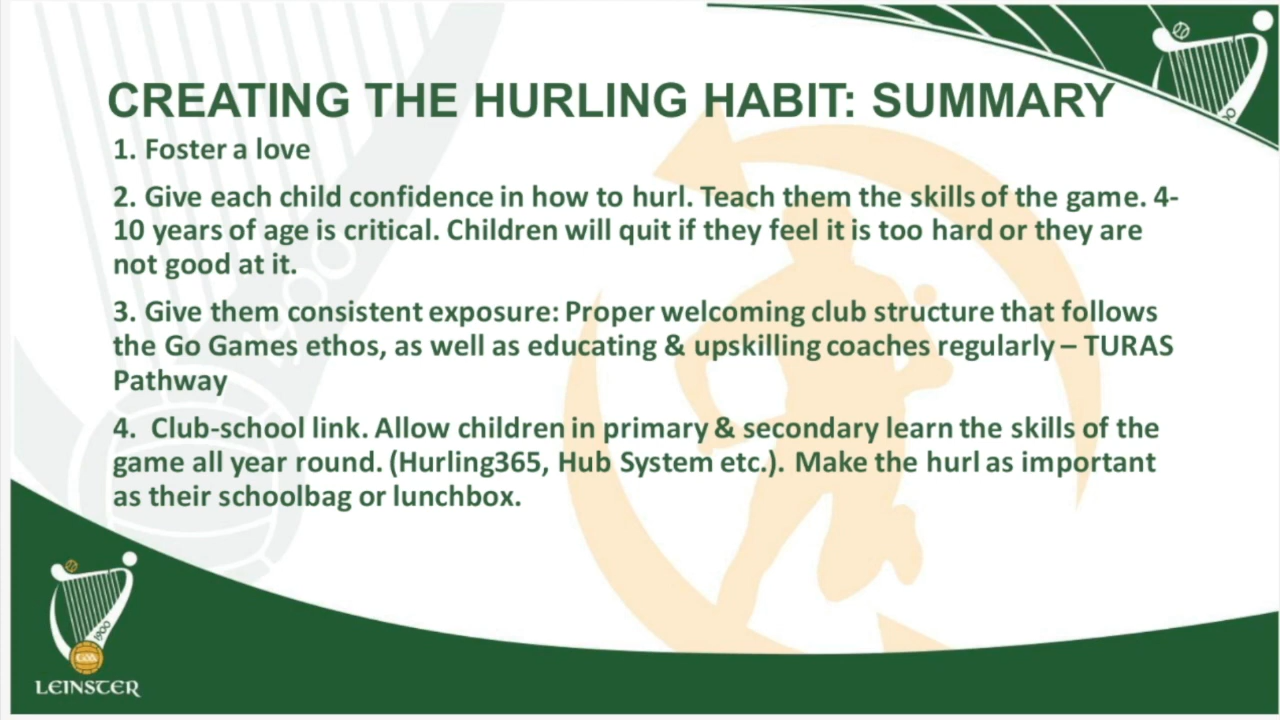 CREATING THE HURLING HABIT: SUMMARY
1. Foster a love
2. Give each child confidence in how to hurl. Teach them the skills of the game. 4-
10 years of age is critical. Children will quit if they feel it is too hard or they are
not good at it.
3. Give them consistent exposure: Proper welcoming club structure that follows
the Go Games ethos, as well as educating & upskilling coaches regularly – TURAS
Pathway
4. Club-school link. Allow children in primary & secondary learn the skills of the
game all year round. (Hurling365, Hub System etc.). Make the hurl as important
as their schoolbag or lunchbox.
1900
1900
GAA
LEINSTER